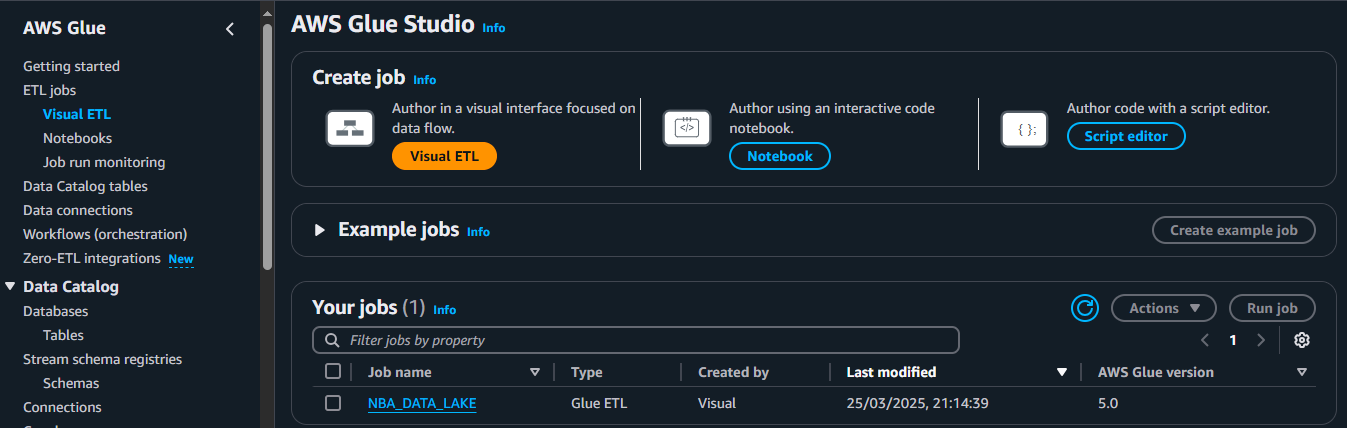 AWS Glue
Getting started
ETL jobs
Visual ETL
Notebooks
Job run monitoring
Data Catalog tables
Data connections
Workflows (orchestration)
Zero-ETL integrations New
Data Catalog
Databases
Tables
Stream schema registries
Schemas
Connections
AWS Glue Studio Info
Create job Info
Author in a visual interface focused on
data flow.
Visual ETL
</>
Author using an interactive code
notebook.
Notebook
{ };
Author code with a script editor.
Script editor
Example jobs Info
Create example job
Your jobs (1) Info
Actions
Run job
Filter jobs by property
1
Job name Type Created by Last modified AWS Glue version
NBA_DATA_LAKE Glue ETL Visual 25/03/2025, 21:14:39 5.0